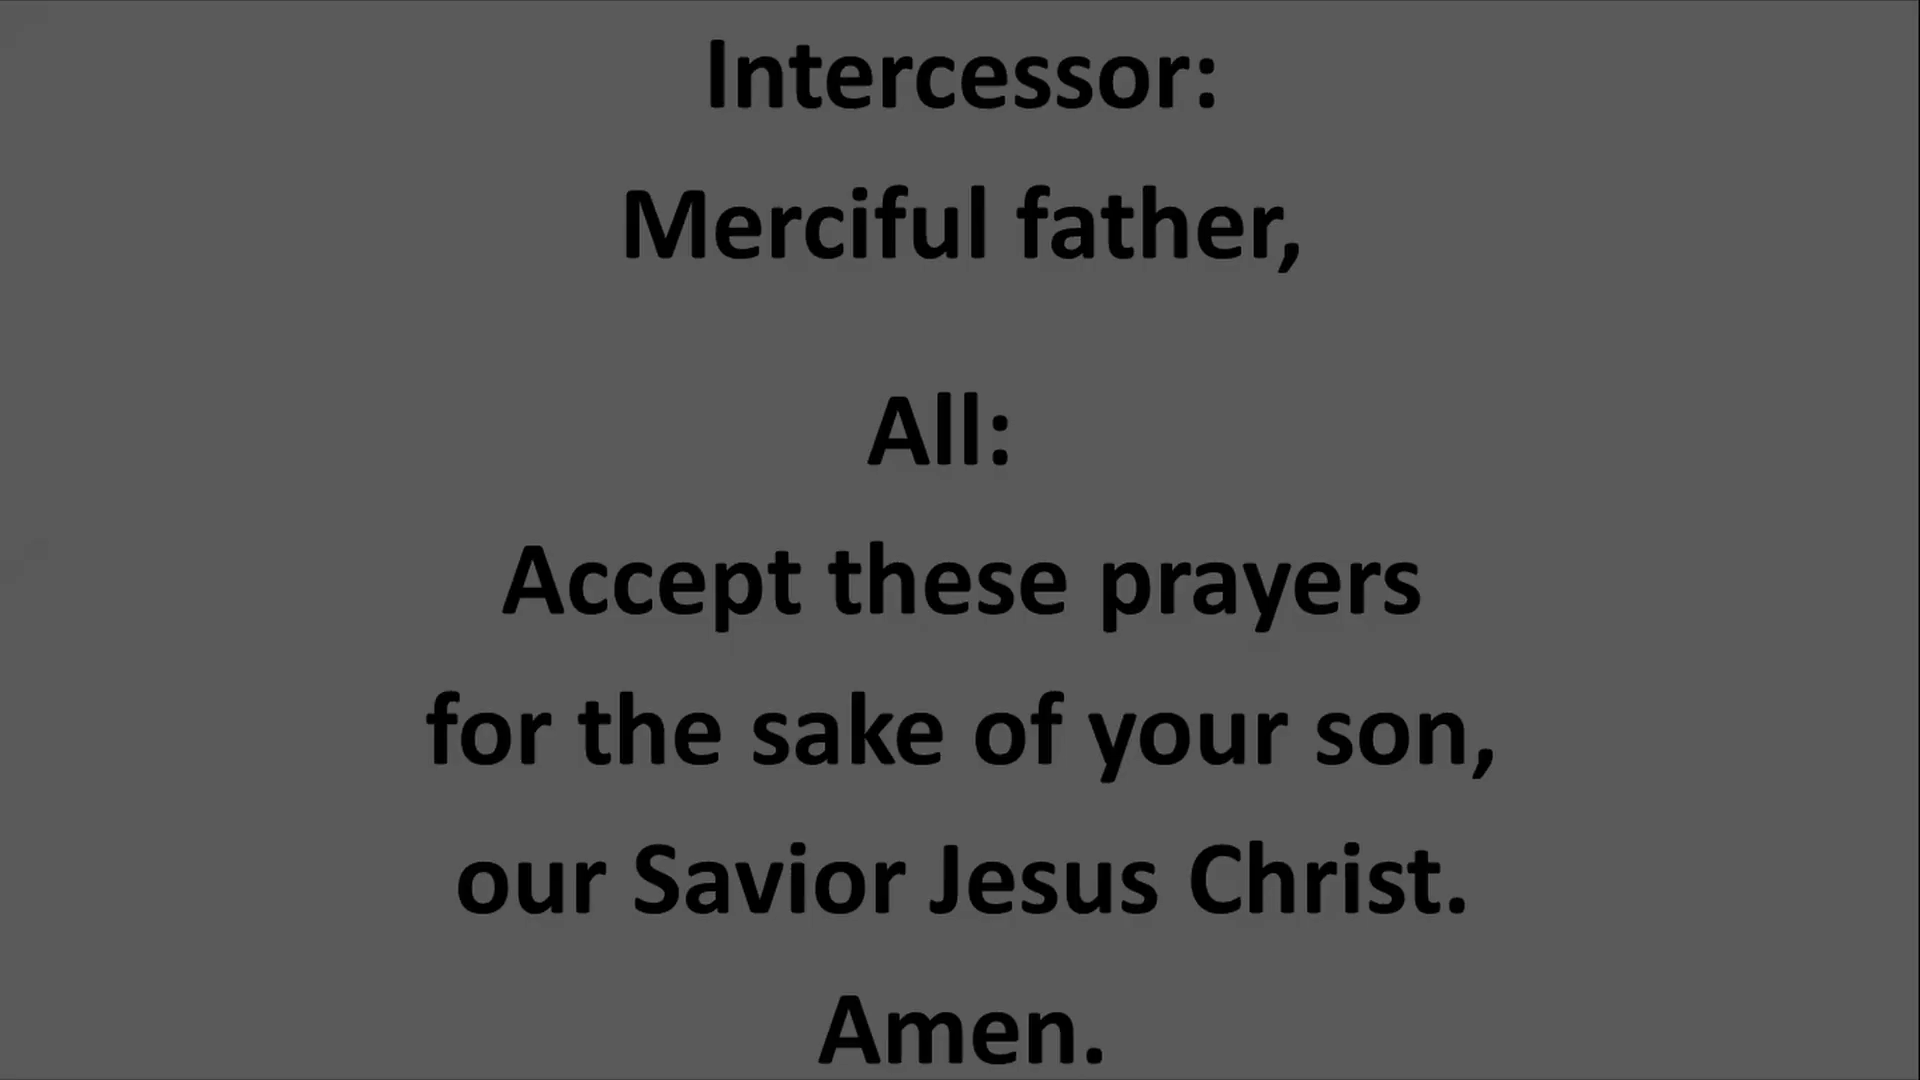 Intercessor:
Merciful father,
All:
Accept these prayers
for the sake of your son,
our Savior Jesus Christ.
Amen.